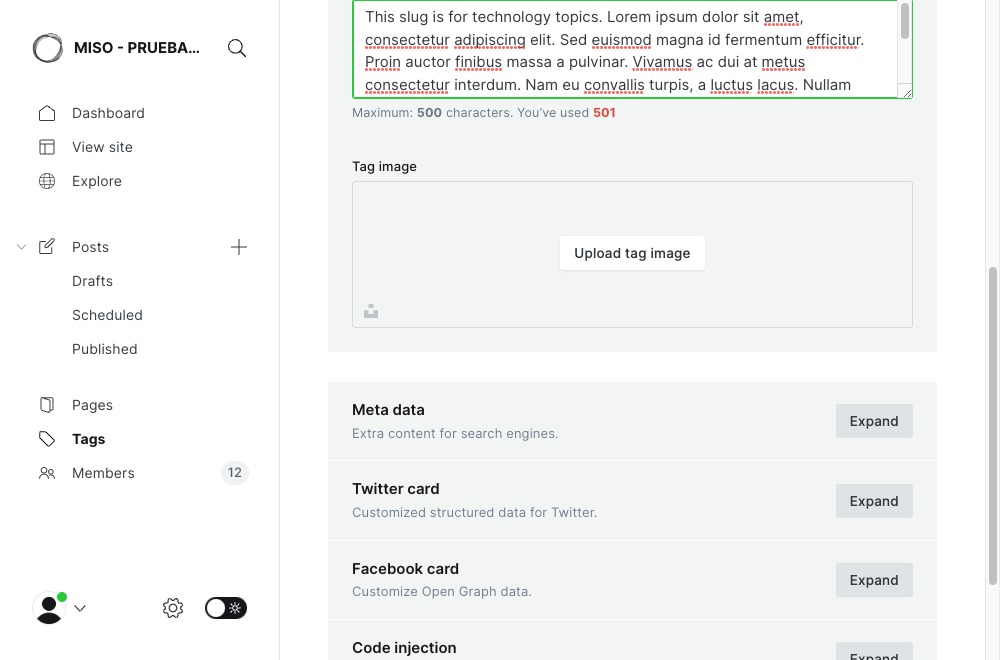 MISO - PRUEBA...
Dashboard
View site
Explore
Posts
Drafts
Scheduled
Published
Pages
Tags
Members 12
This slug is for technology topics. Lorem ipsum dolor sit amet,
consectetur adipiscing elit. Sed euismod magna id fermentum efficitur.
Proin auctor finibus massa a pulvinar. Vivamus ac dui at metus
consectetur interdum. Nam eu convallis turpis, a luctus lacus. Nullam
Maximum: 500 characters. You’ve used 501
Tag image
Upload tag image
Meta data
Extra content for search engines.
Expand
Twitter card
Customized structured data for Twitter.
Expand
Facebook card
Customize Open Graph data.
Expand
Code injection
Expand